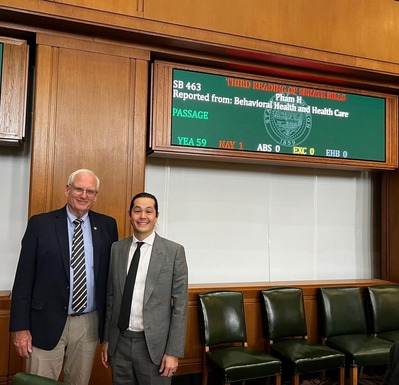 THIRD READING OF SENATE BILLS
SB 463 Pham H
Reported from: Behavioral Health and Health Care
PASSAGE
YEA 59 NAY 1 ABS 0 EXC 0 EHB 0